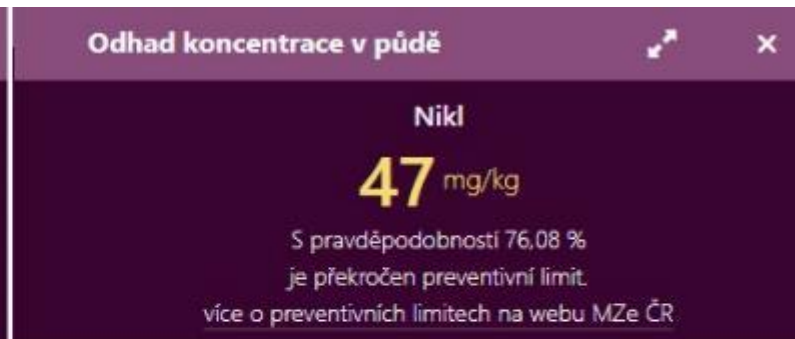 Odhad koncentrace v půdě
Nikl
47 mg/kg
S pravděpodobností 76,08 %
je překročen preventivní limit.
více o preventivních limitech na webu MZe ČR